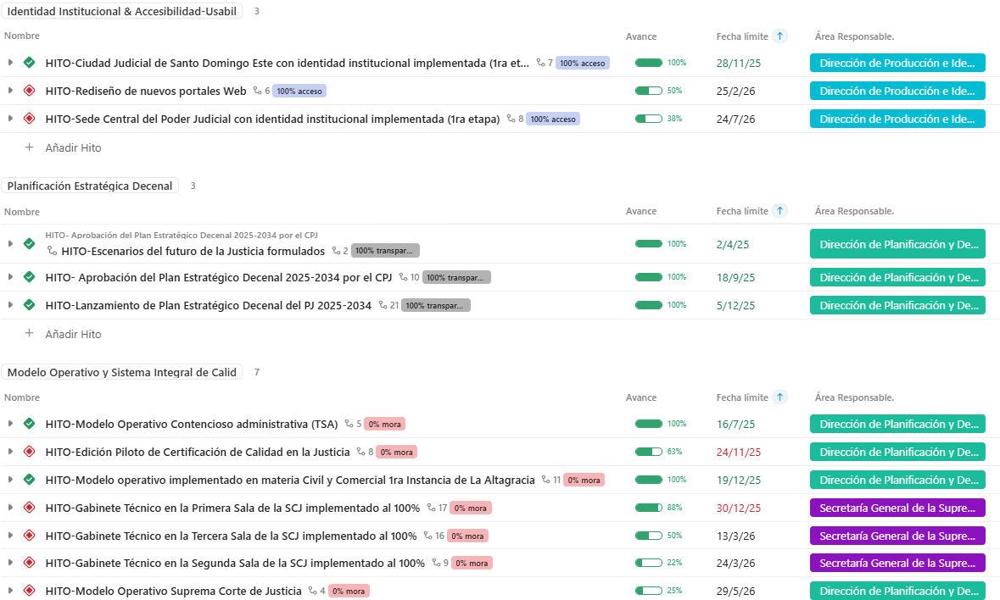 Identidad Institucional & Accesibilidad-Usabil 3
Nombre Avance Fecha límite Área Responsable.
HITO-Ciudad Judicial de Santo Domingo Este con identidad institucional implementada (1ra et... 7 100% acceso 100% 28/11/25 Dirección de Producción e Ide...
HITO-Rediseño de nuevos portales Web 6 100% acceso 50% 25/2/26 Dirección de Producción e Ide...
HITO-Sede Central del Poder Judicial con identidad institucional implementada (1ra etapa) 8 100% acceso 38% 24/7/26 Dirección de Producción e Ide...
Añadir Hito
Planificación Estratégica Decenal 3
Nombre Avance Fecha límite Área Responsable.
HITO- Aprobación del Plan Estratégico Decenal 2025-2034 por el CPJ
HITO-Escenarios del futuro de la Justicia formulados 2 100% transpar... 100% 2/4/25 Dirección de Planificación y De...
HITO- Aprobación del Plan Estratégico Decenal 2025-2034 por el CPJ 10 100% transpar... 100% 18/9/25 Dirección de Planificación y De...
HITO-Lanzamiento de Plan Estratégico Decenal del PJ 2025-2034 21 100% transpar... 100% 5/12/25 Dirección de Planificación y De...
Añadir Hito
Modelo Operativo y Sistema Integral de Calid 7
Nombre Avance Fecha límite Área Responsable.
HITO-Modelo Operativo Contencioso administrativa (TSA) 5 0% mora 100% 16/7/25 Dirección de Planificación y De...
HITO-Edición Piloto de Certificación de Calidad en la Justicia 8 0% mora 63% 24/11/25 Dirección de Planificación y De...
HITO-Modelo operativo implementado en materia Civil y Comercial 1ra Instancia de La Altagracia 11 0% mora 100% 19/12/25 Dirección de Planificación y De...
HITO-Gabinete Técnico en la Primera Sala de la SCJ implementado al 100% 17 0% mora 88% 30/12/25 Secretaría General de la Supre...
HITO-Gabinete Técnico en la Tercera Sala de la SCJ implementado al 100% 16 0% mora 50% 13/3/26 Secretaría General de la Supre...
HITO-Gabinete Técnico en la Segunda Sala de la SCJ implementado al 100% 9 0% mora 22% 24/3/26 Secretaría General de la Supre...
HITO-Modelo Operativo Suprema Corte de Justicia 4 0% mora 25% 29/5/26 Dirección de Planificación y De...